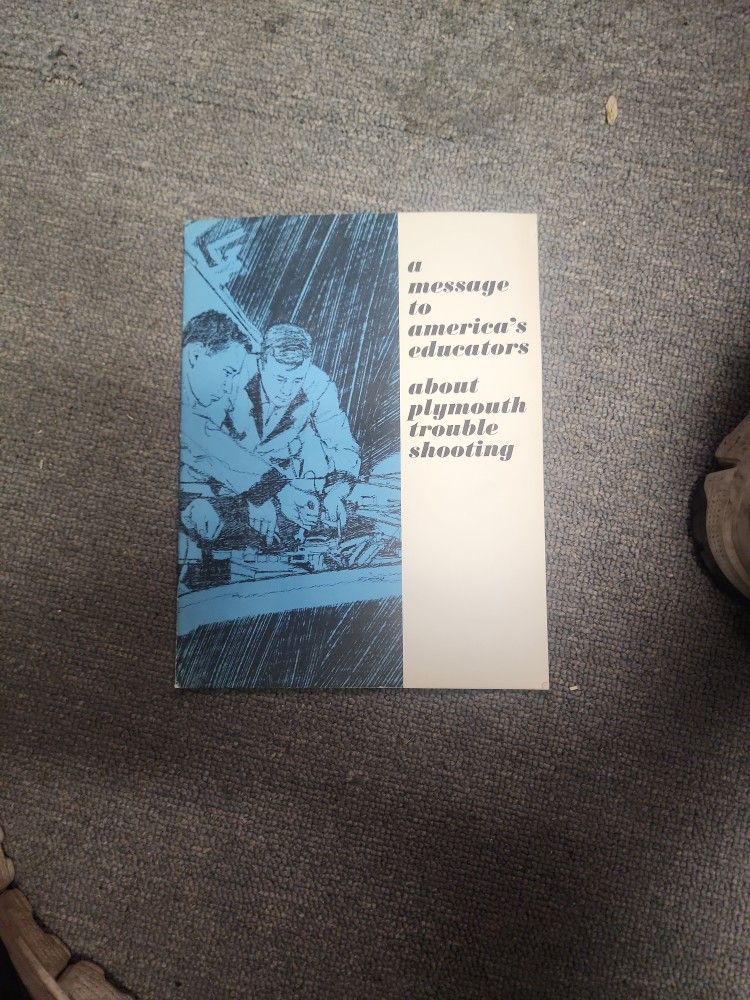 a
message
to
america's
educators
about
plymouth
trouble
shooting